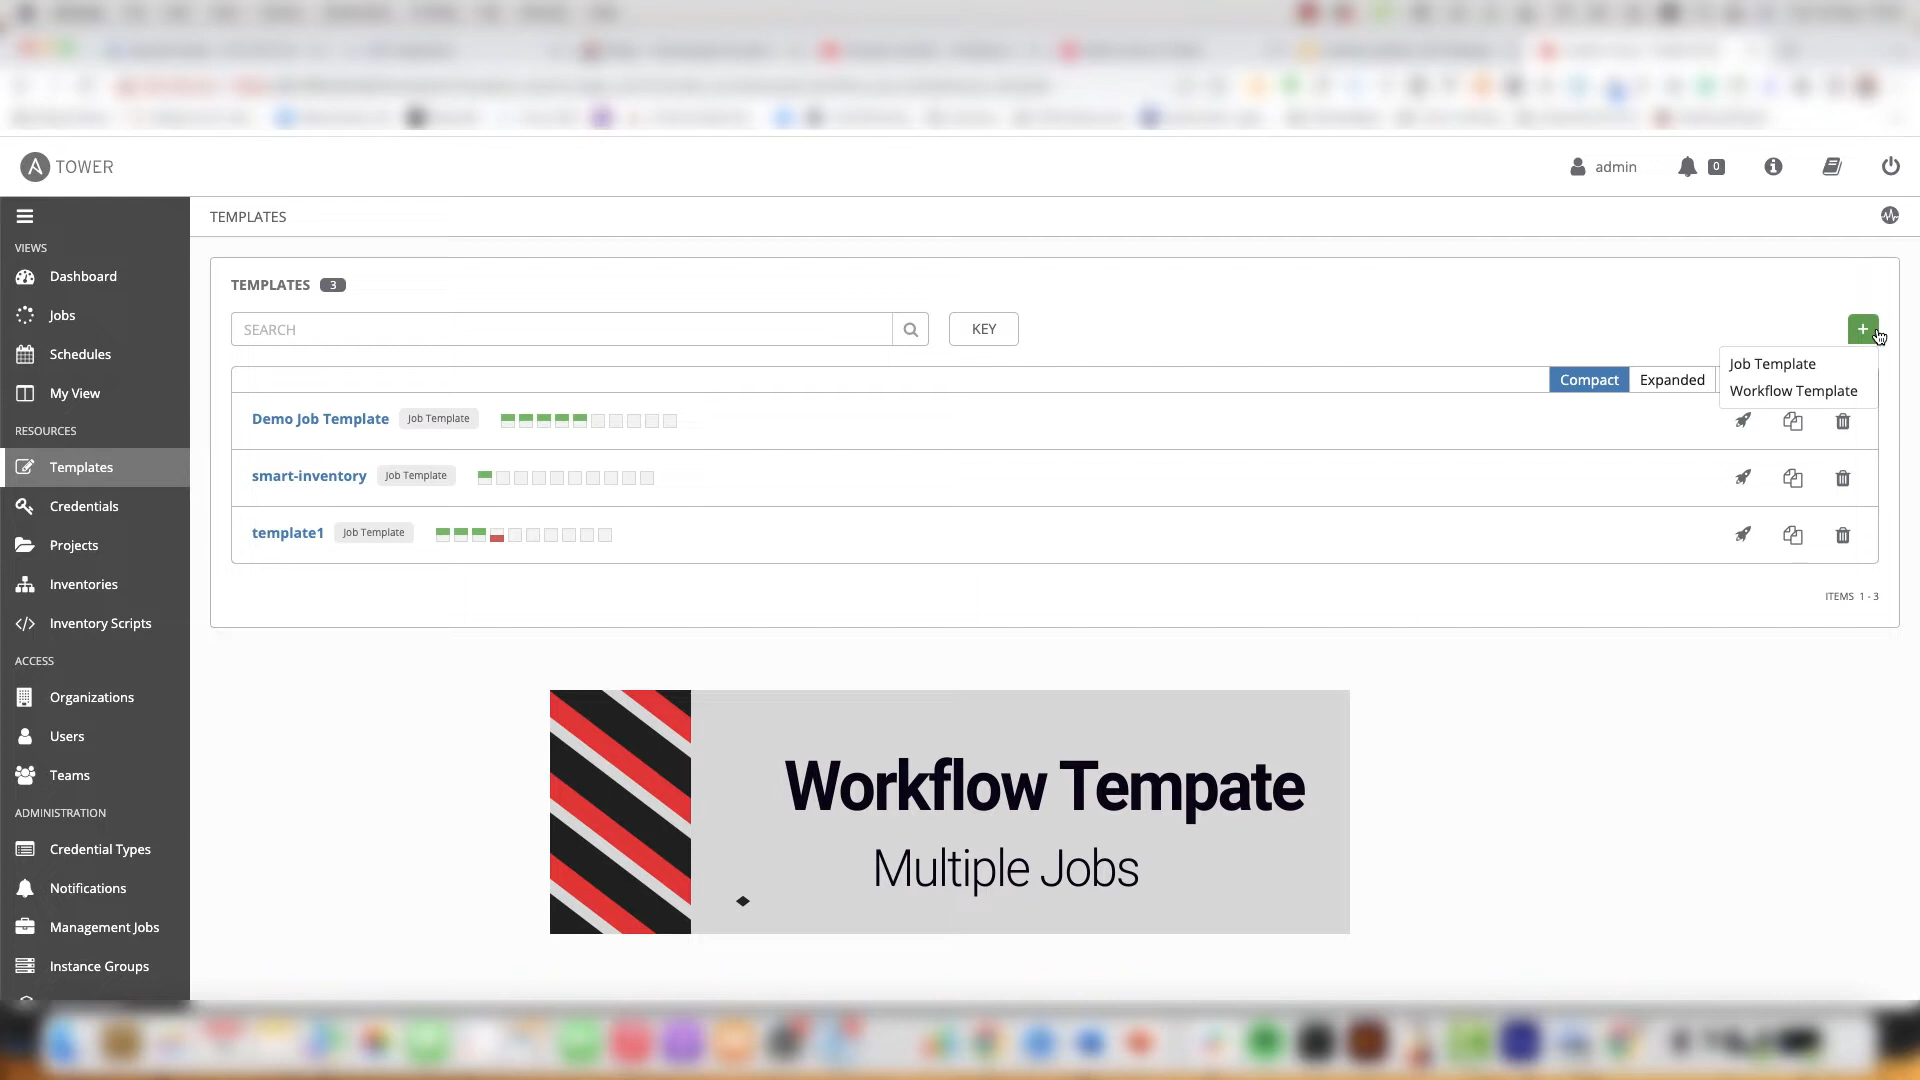 TOWER
admin
0
VIEWS
Dashboard
Jobs
Schedules
My View
RESOURCES
Templates
Credentials
Projects
Inventories
Inventory Scripts
ACCESS
Organizations
Users
Teams
ADMINISTRATION
Credential Types
Notifications
Management Jobs
Instance Groups
TEMPLATES
TEMPLATES 3
SEARCH
KEY
+
Job Template
Workflow Template
Compact Expanded
Demo Job Template Job Template
smart-inventory Job Template
template1 Job Template
ITEMS 1 - 3
Workflow Tempate
Multiple Jobs